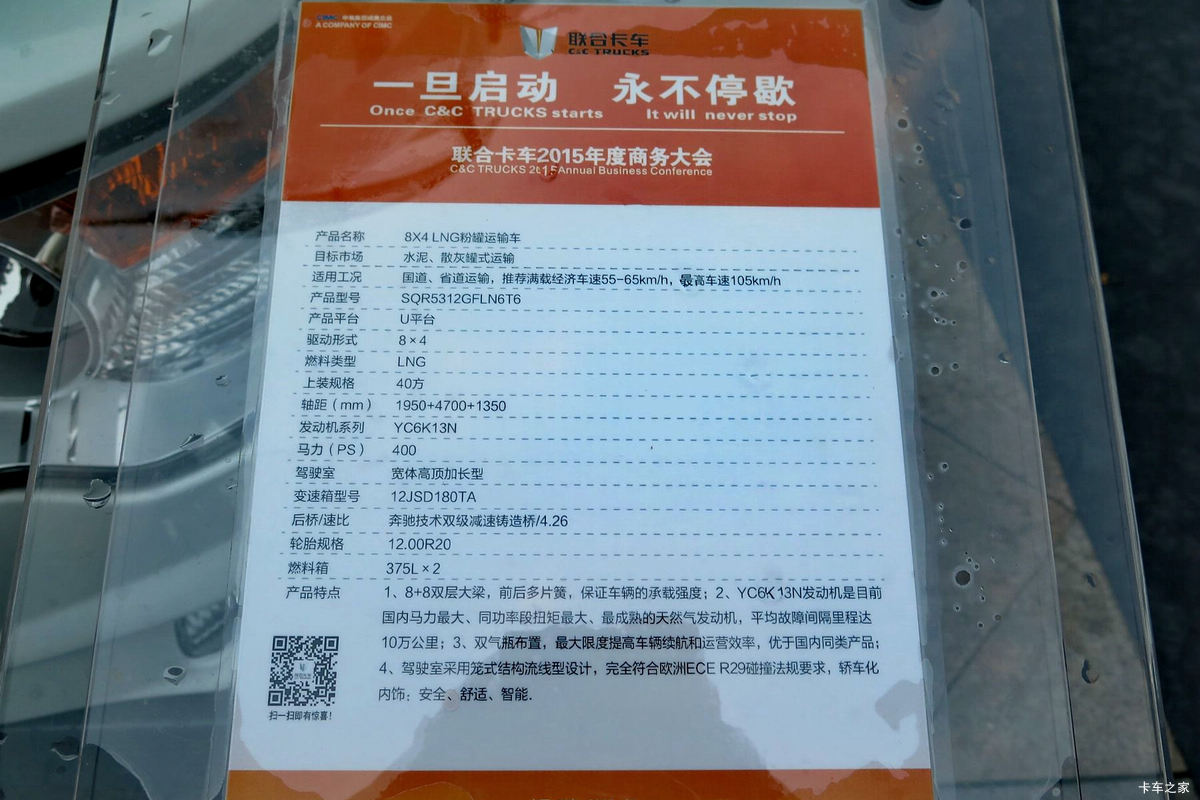 CIMC 中集集团成员企业
A COMPANY OF CIMC
联合卡车
C&C TRUCKS
一旦启动 永不停歇
Once C&C TRUCKS starts It will never stop
联合卡车2015年度商务大会
C&C TRUCKS 2015Annual Business Conference
产品名称 8X4 LNG粉罐运输车
目标市场 水泥、散灰罐式运输
适用工况 国道、省道运输，推荐满载经济车速55-65km/h，最高车速105km/h
产品型号 SQR5312GFLN6T6
产品平台 U平台
驱动形式 8×4
燃料类型 LNG
上装规格 40方
轴距（mm） 1950+4700+1350
发动机系列 YC6K13N
马力（PS） 400
驾驶室 宽体高顶加长型
变速箱型号 12JSD180TA
后桥/速比 奔驰技术双级减速铸造桥/4.26
轮胎规格 12.00R20
燃料箱 375L×2
产品特点 1、8+8双层大梁，前后多片簧，保证车辆的承载强度；2、YC6K13N发动机是目前
国内马力最大、同功率段扭矩最大、最成熟的天然气发动机，平均故障间隔里程达
10万公里；3、双气瓶布置，最大限度提高车辆续航和运营效率，优于国内同类产品；
4、驾驶室采用笼式结构流线型设计，完全符合欧洲ECE R29碰撞法规要求，轿车化
内饰：安全、舒适、智能.
扫一扫即有惊喜！
卡车之家